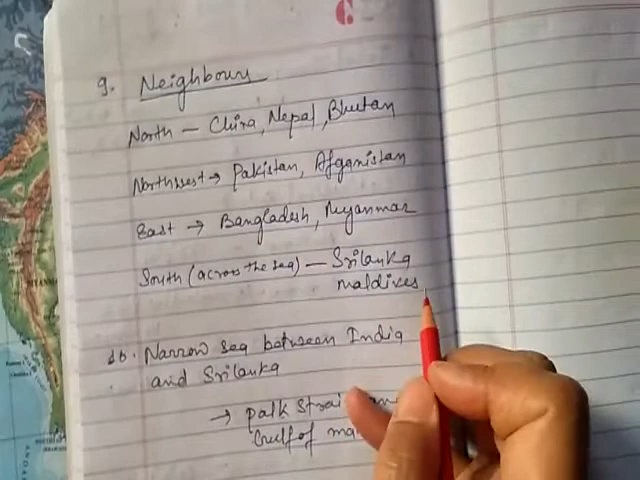 9. Neighbours
North — China, Nepal, Bhutan
Northwest → Pakistan, Afganistan
East → Bangladesh, Myanmar
South (across the sea) — Srilanka
maldives
10. Narrow sea between India
and Srilanka
→ palk Strait
Gulf of